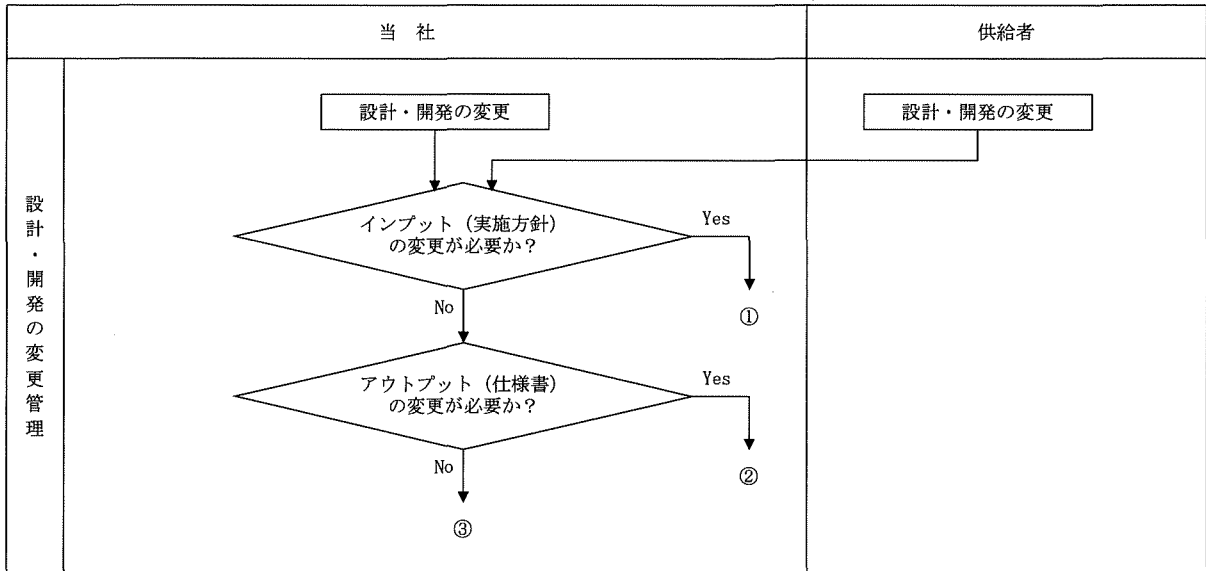 当 社
供給者
設計・開発の変更管理
設計・開発の変更
設計・開発の変更
インプット（実施方針）
の変更が必要か？
Yes
No
①
アウトプット（仕様書）
の変更が必要か？
Yes
No
②
③